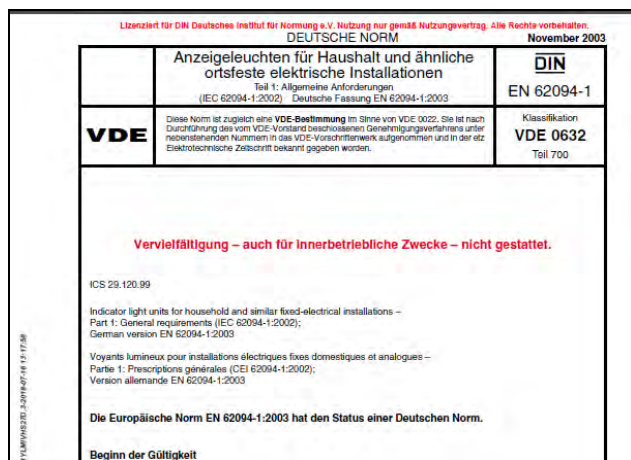 Lizenziert für DIN Deutsches Institut für Normung e.V. Nutzung nur gemäß Nutzungsvertrag. Alle Rechte vorbehalten.
DEUTSCHE NORM
November 2003
Anzeigeleuchten für Haushalt und ähnliche
ortsfeste elektrische Installationen
Teil 1: Allgemeine Anforderungen
(IEC 62094-1:2002) Deutsche Fassung EN 62094-1:2003
DIN
EN 62094-1
VDE
Diese Norm ist zugleich eine VDE-Bestimmung im Sinne von VDE 0022. Sie ist nach
Durchführung des vom VDE-Vorstand beschlossenen Genehmigungsverfahrens unter
nebenstehenden Nummern in das VDE-Vorschriftenwerk aufgenommen und in der etz
Elektrotechnische Zeitschrift bekannt gegeben worden.
Klassifikation
VDE 0632
Teil 700
Vervielfältigung – auch für innerbetriebliche Zwecke – nicht gestattet.
ICS 29.120.99
Indicator light units for household and similar fixed-electrical installations –
Part 1: General requirements (IEC 62094-1:2002);
German version EN 62094-1:2003
Voyants lumineux pour installations électriques fixes domestiques et analogues –
Partie 1: Prescriptions générales (CEI 62094-1:2002);
Version allemande EN 62094-1:2003
Die Europäische Norm EN 62094-1:2003 hat den Status einer Deutschen Norm.
Beginn der Gültigkeit